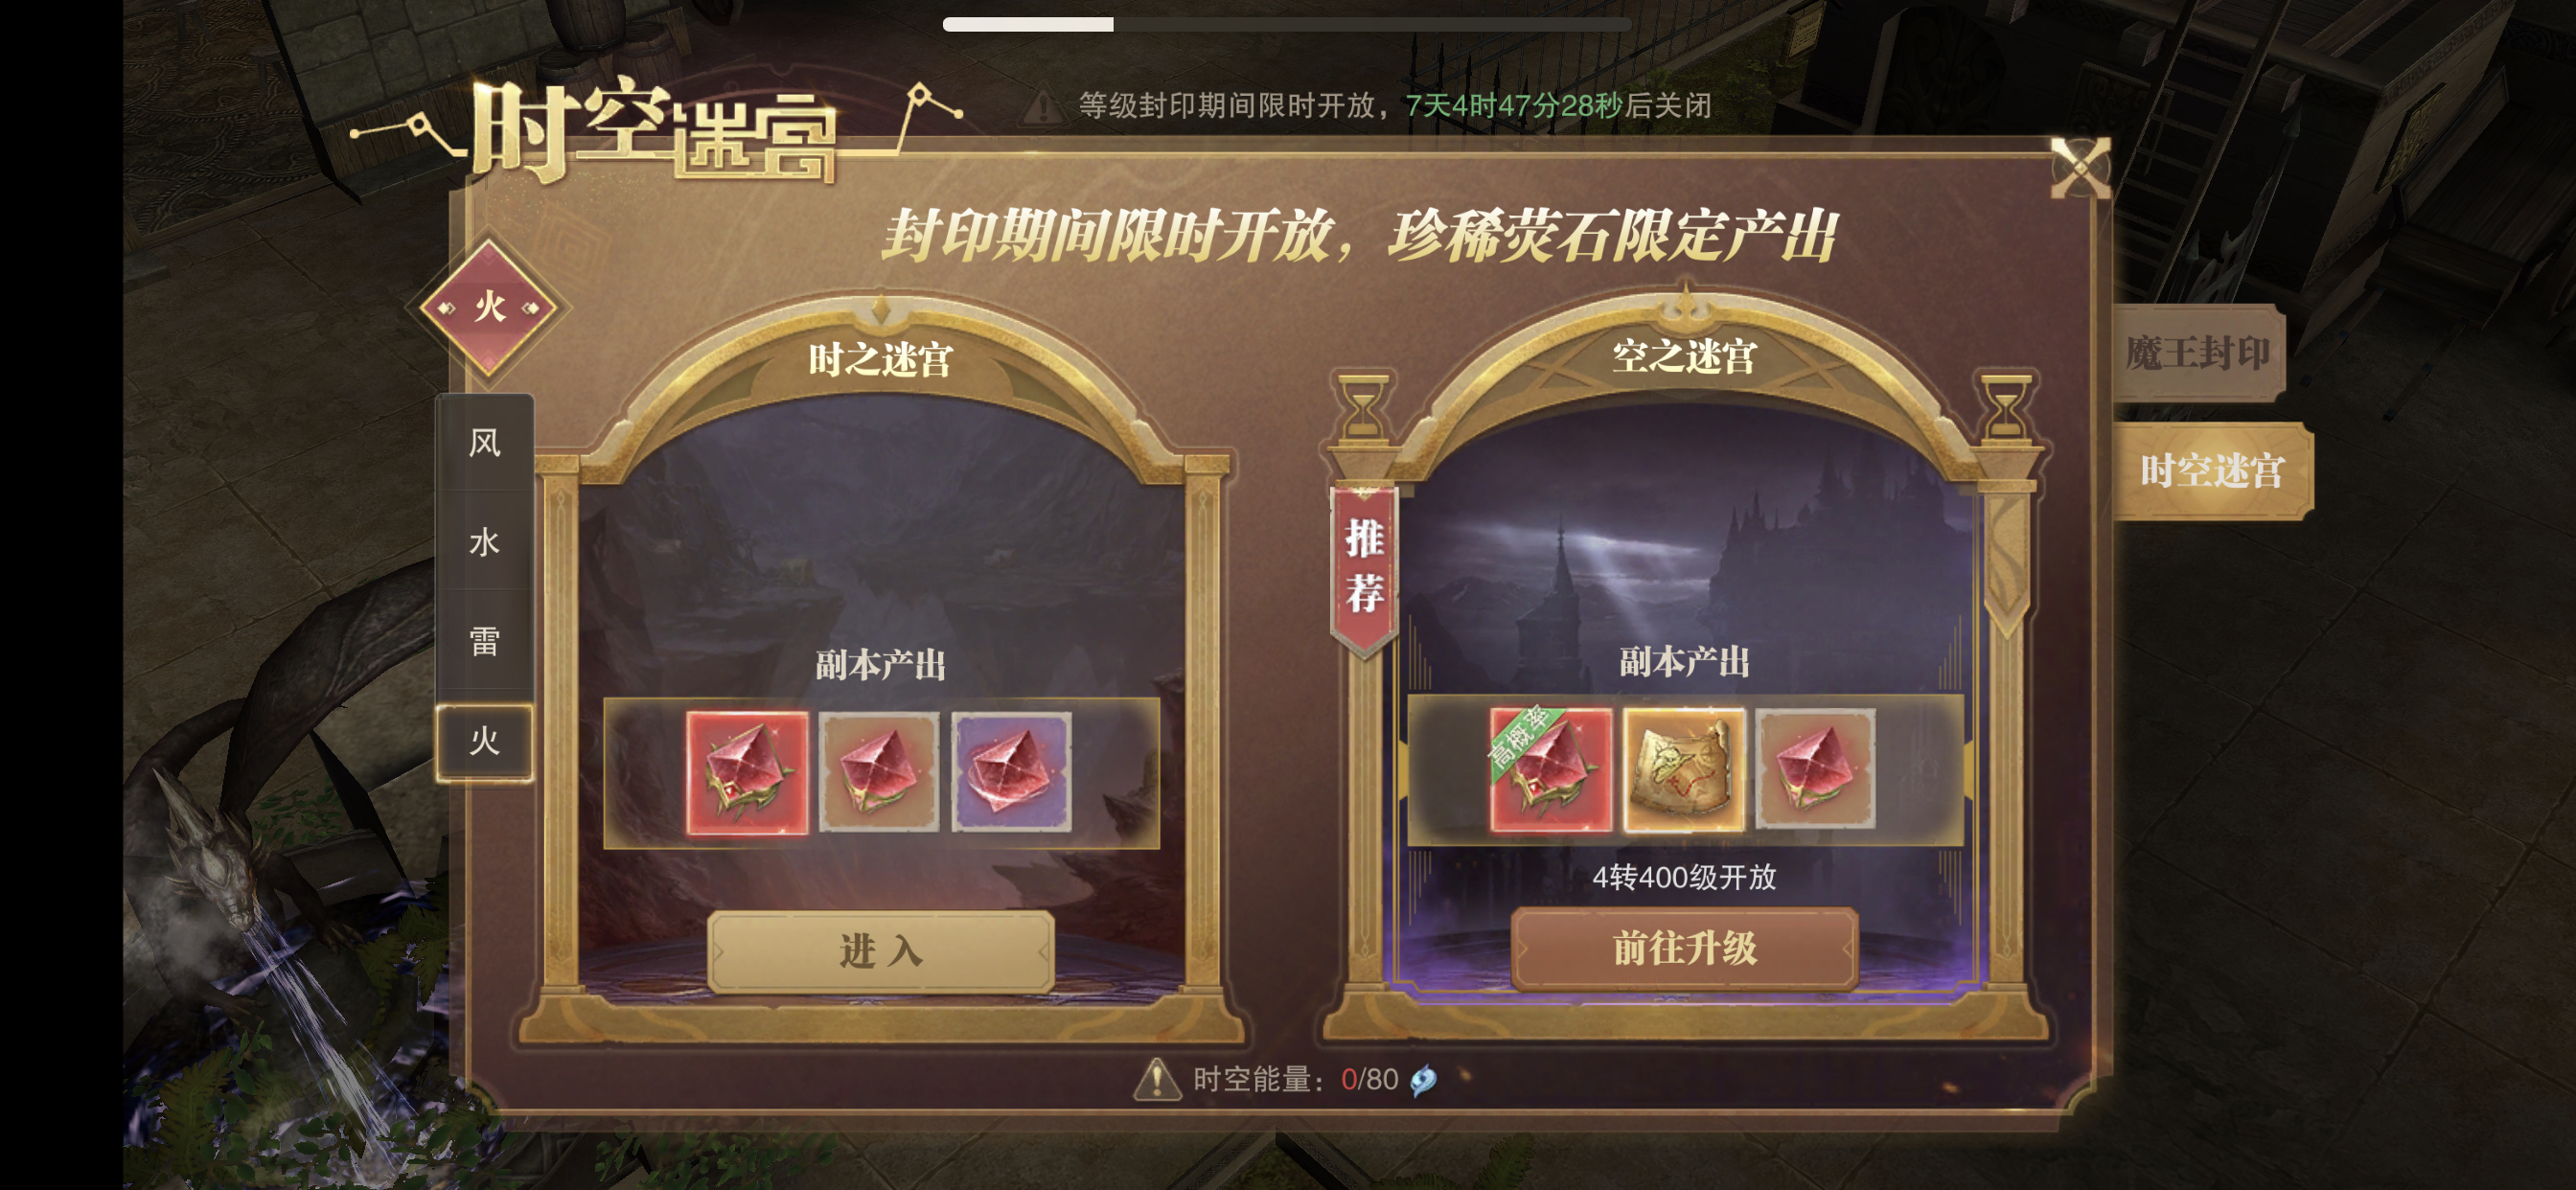 时空迷宫
等级封印期间限时开放，7天4时47分28秒后关闭
封印期间限时开放，珍稀荧石限定产出
火
风
水
雷
火
时之迷宫
副本产出
进 入
空之迷宫
推荐
副本产出
高概率
4转400级开放
前往升级
魔王封印
时空迷宫
时空能量：0/80